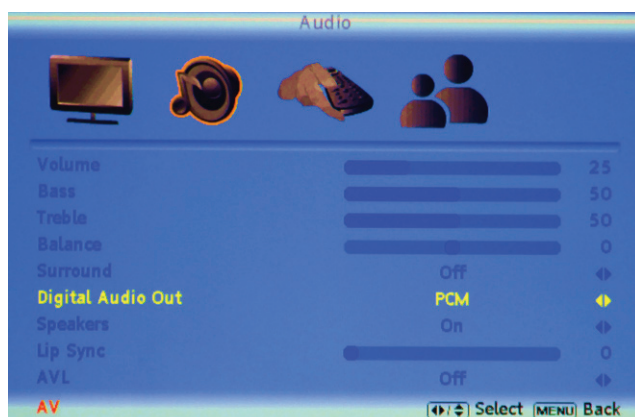 Audio
Volume 25
Bass 50
Treble 50
Balance 0
Surround Off
Digital Audio Out PCM
Speakers On
Lip Sync 0
AVL Off
AV Select MENU Back